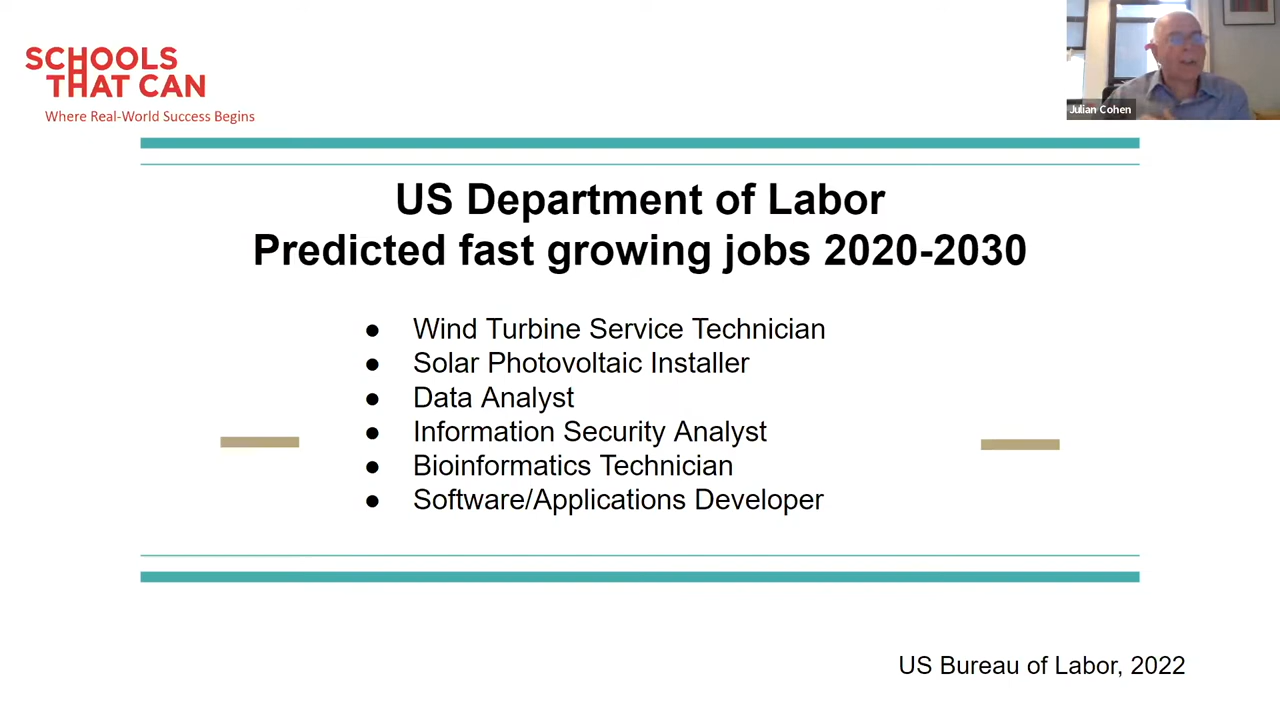 SCHOOLS
THAT CAN
Where Real-World Success Begins
Julian Cohen
US Department of Labor
Predicted fast growing jobs 2020-2030
● Wind Turbine Service Technician
● Solar Photovoltaic Installer
● Data Analyst
● Information Security Analyst
● Bioinformatics Technician
● Software/Applications Developer
US Bureau of Labor, 2022